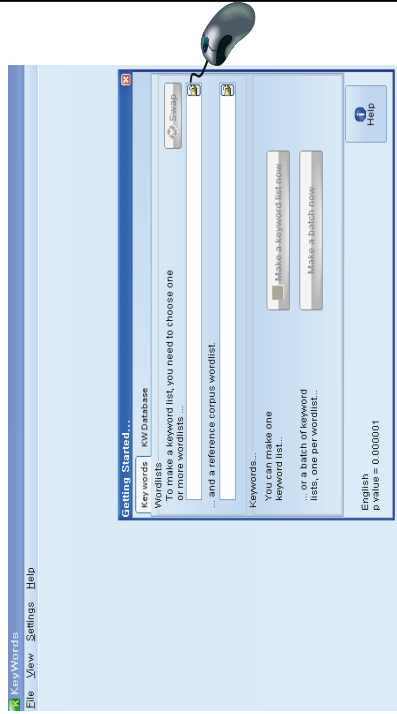 KeyWords
File View Settings Help
Getting Started...
Key words KW Database
Wordlists
To make a keyword list, you need to choose one
or more wordlists ...
Swap
... and a reference corpus wordlist.
Keywords...
You can make one
keyword list...
Make a keyword list now
... or a batch of keyword
lists, one per wordlist...
Make a batch now
English
p value = 0.000001
Help